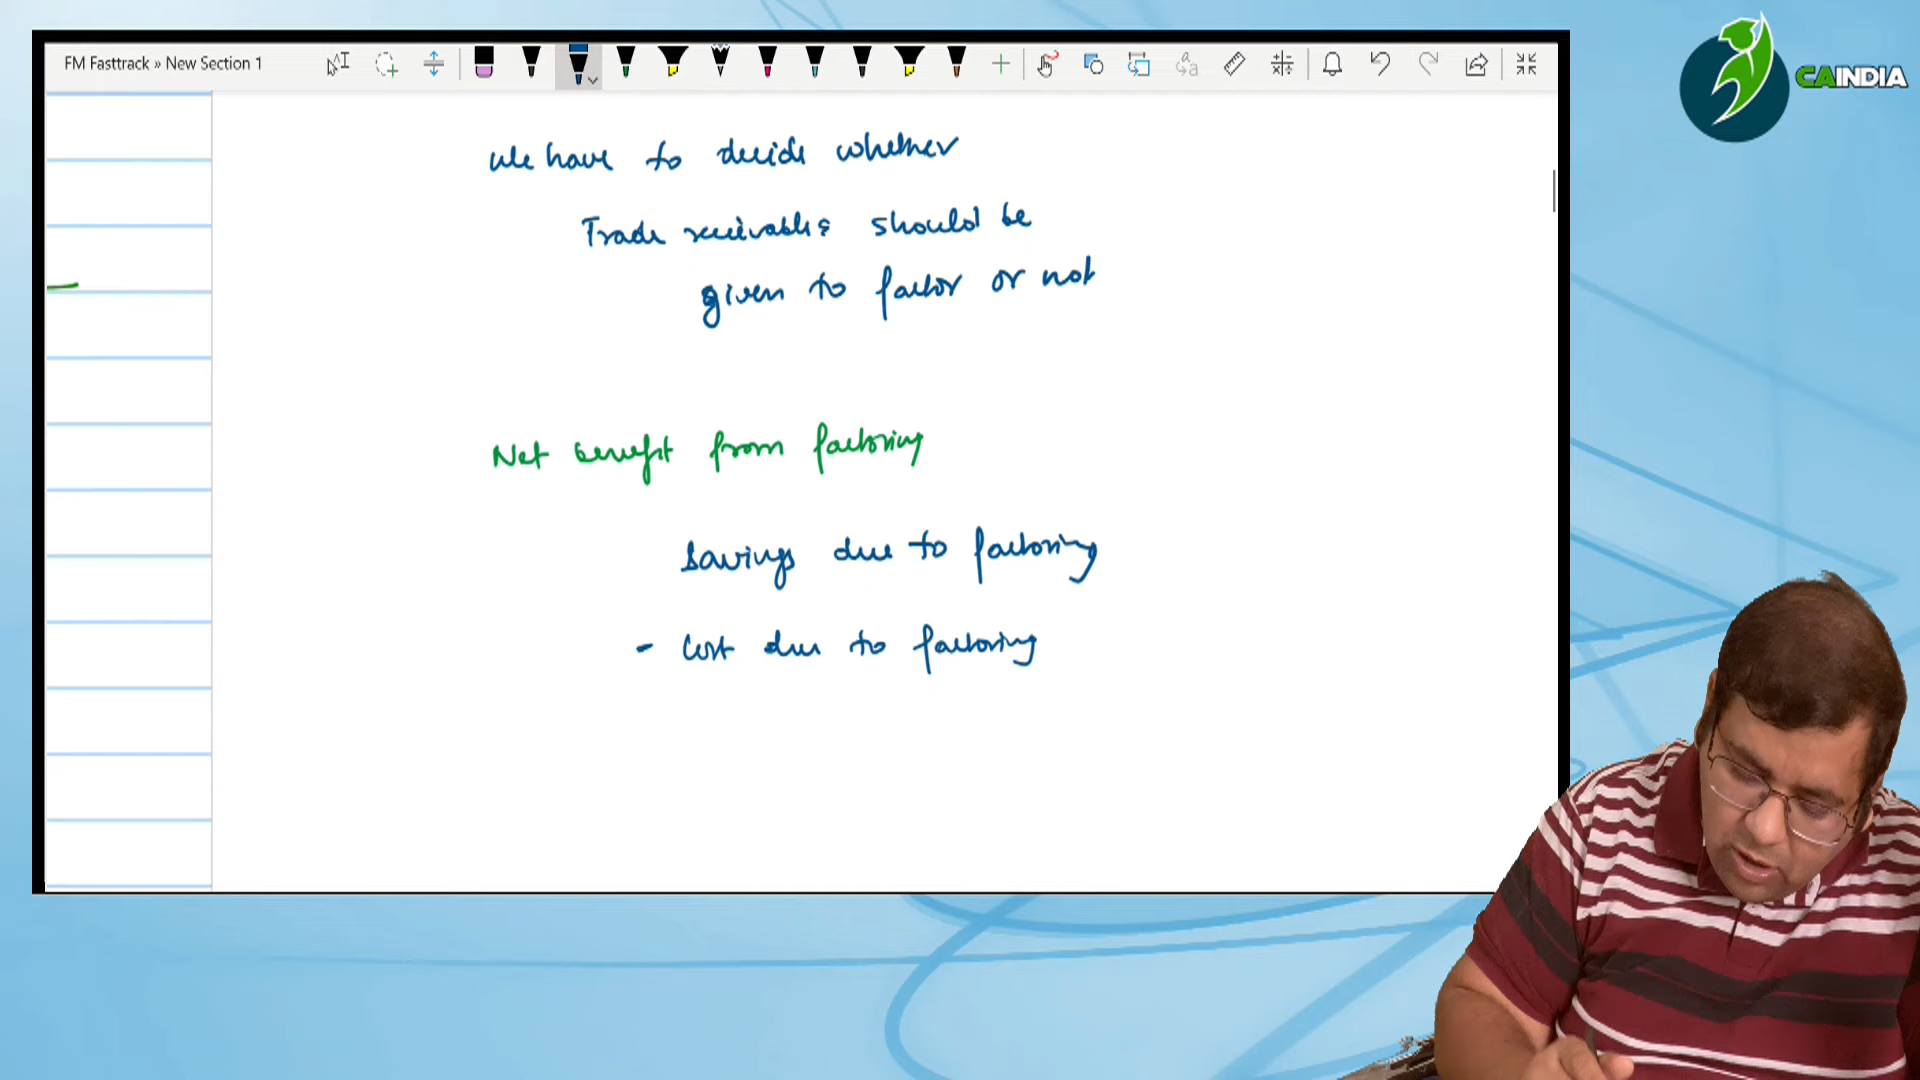 FM Fasttrack » New Section 1
CAINDIA
We have to decide whether
Trade receivables should be
given to factor or not
Net benefit from factoring
Savings due to factoring
- Cost due to factoring